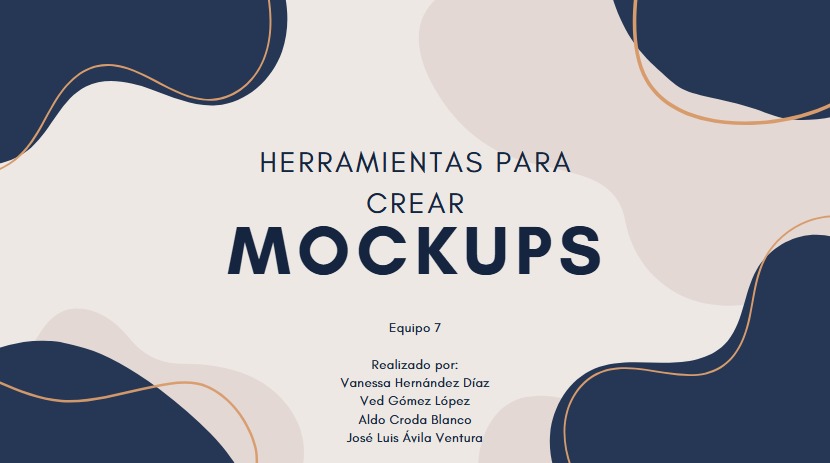 HERRAMIENTAS PARA
CREAR
MOCKUPS
Equipo 7
Realizado por:
Vanessa Hernández Díaz
Ved Gómez López
Aldo Croda Blanco
José Luis Ávila Ventura